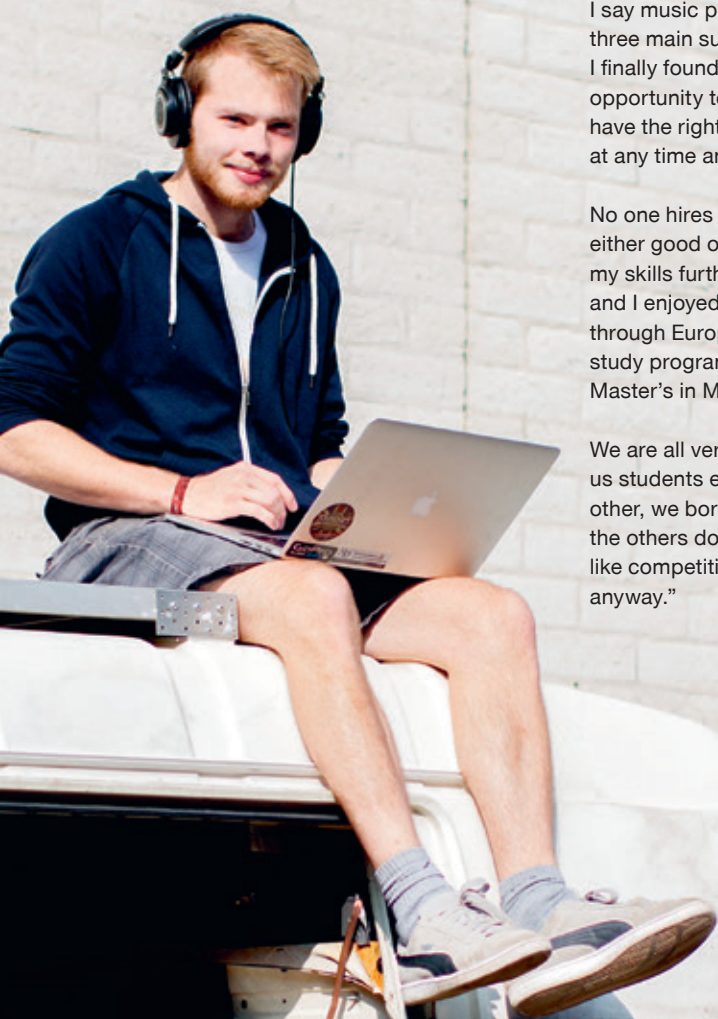 I say music p
three main su
I finally found
opportunity to
have the right
at any time ar
No one hires
either good o
my skills furth
and I enjoyed
through Europ
study program
Master's in M
We are all ver
us students e
other, we bor
the others do
like competiti
anyway.”